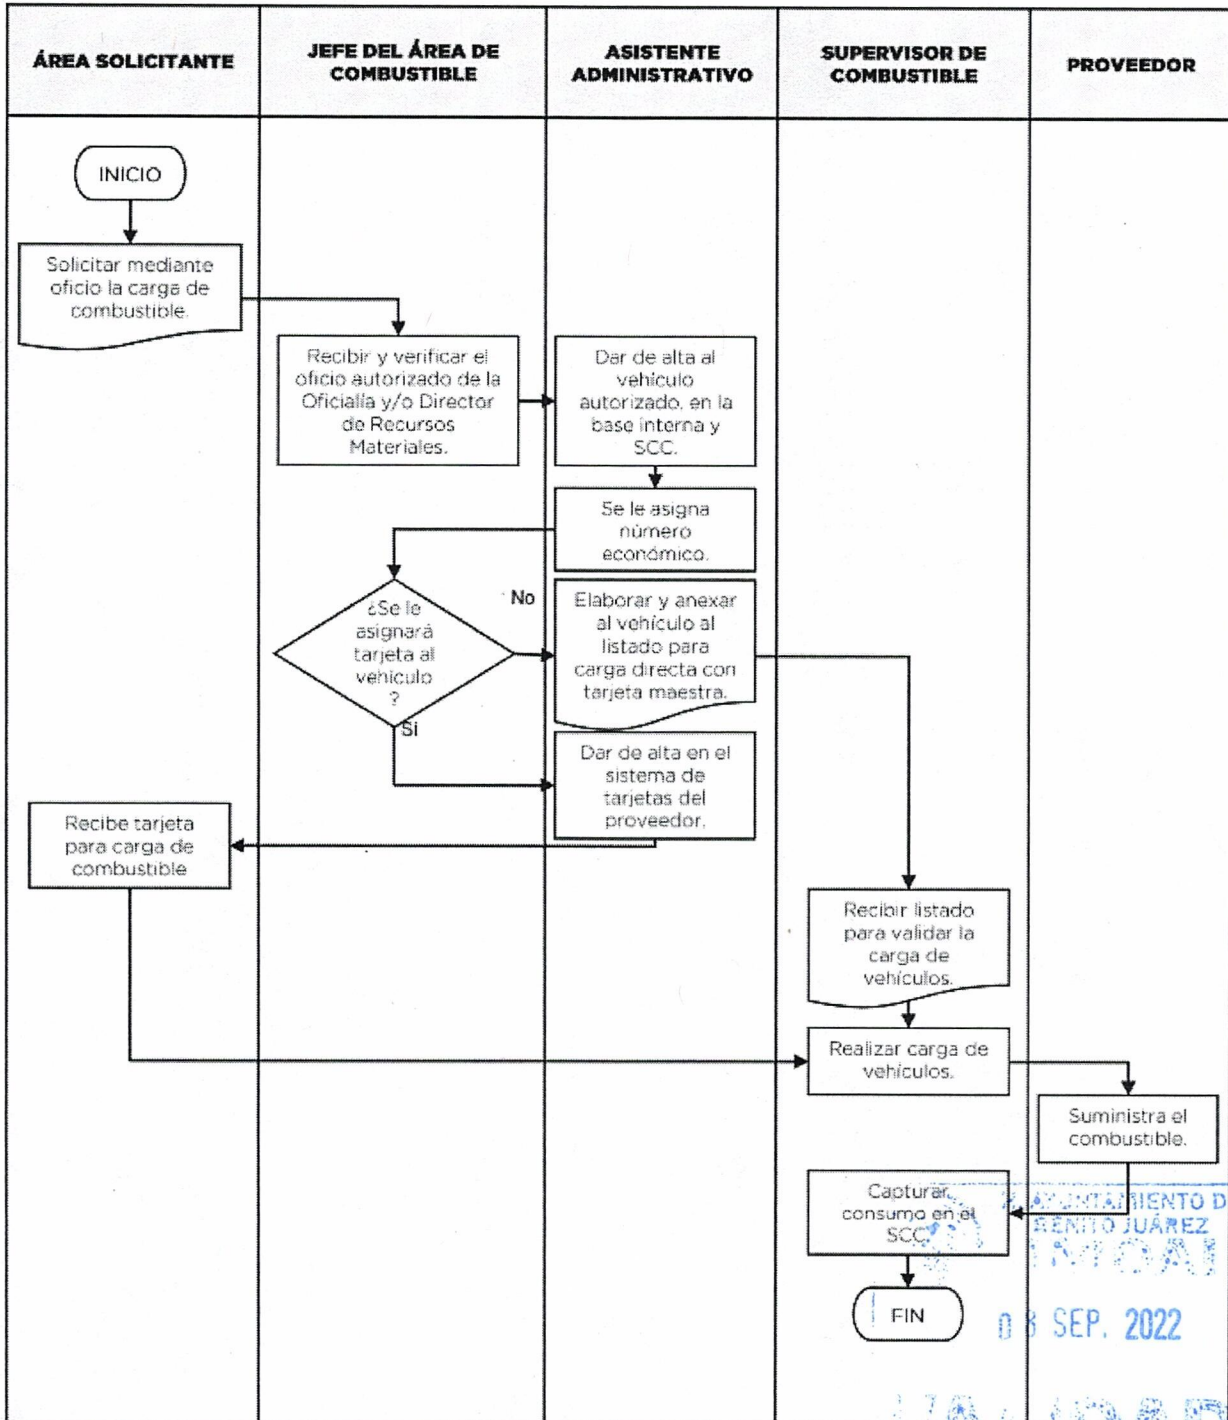 ÁREA SOLICITANTE
JEFE DEL ÁREA DE
COMBUSTIBLE
ASISTENTE
ADMINISTRATIVO
SUPERVISOR DE
COMBUSTIBLE
PROVEEDOR
INICIO
Solicitar mediante
oficio la carga de
combustible.
Recibir y verificar el
oficio autorizado de la
Oficialía y/o Director
de Recursos
Materiales.
Dar de alta al
vehículo
autorizado, en la
base interna y
SCC.
Se le asigna
número
económico.
¿Se le
asignará
tarjeta al
vehículo
?
No
Si
Elaborar y anexar
al vehículo al
listado para
carga directa con
tarjeta maestra.
Dar de alta en el
sistema de
tarjetas del
proveedor.
Recibe tarjeta
para carga de
combustible
Recibir listado
para validar la
carga de
vehículos.
Realizar carga de
vehículos.
Suministra el
combustible.
Capturar
consumo en el
SCC.
FIN
AYUNTAMIENTO D
BENITO JUÁREZ
08 SEP. 2022